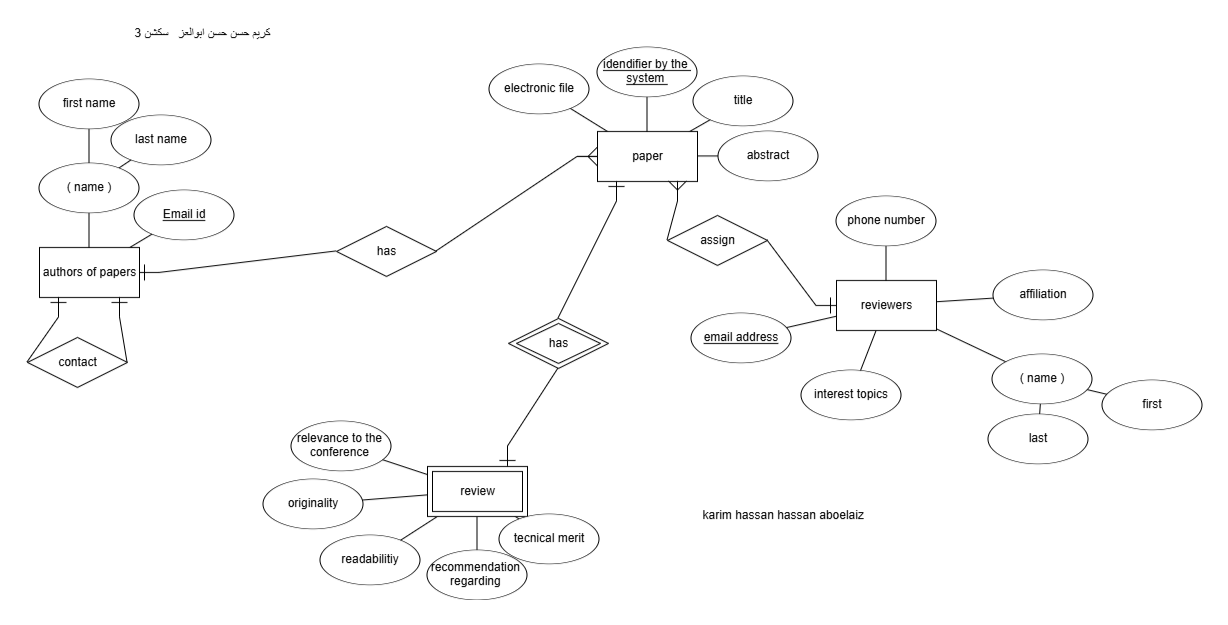 كريم حسن حسن ابوالعز سكشن 3
idendifier by the
system
electronic file
title
first name
last name
paper
abstract
( name )
Email id
phone number
assign
has
authors of papers
affiliation
reviewers
email address
has
contact
( name )
interest topics
first
last
relevance to the
conference
review
originality
karim hassan hassan aboelaiz
tecnical merit
readabilitiy
recommendation
regarding